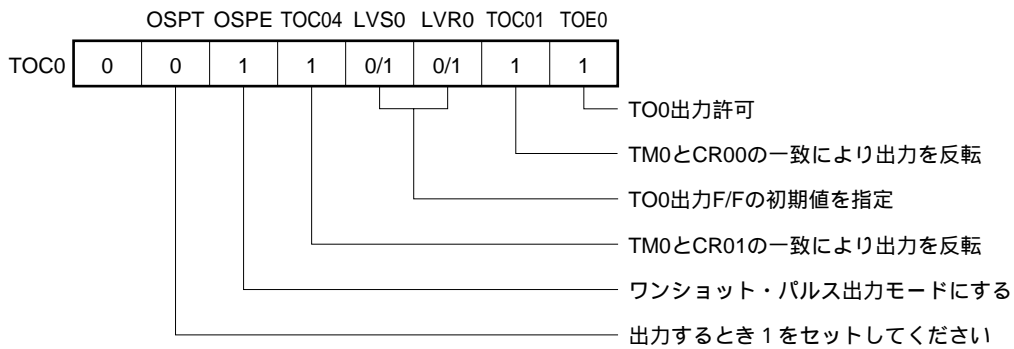 OSPT OSPE TOC04 LVS0 LVR0 TOC01 TOE0
TOC0 0 0 1 1 0/1 0/1 1 1
TO0出力許可
TM0とCR00の一致により出力を反転
TO0出力F/Fの初期値を指定
TM0とCR01の一致により出力を反転
ワンショット・パルス出力モードにする
出力するとき1をセットしてください